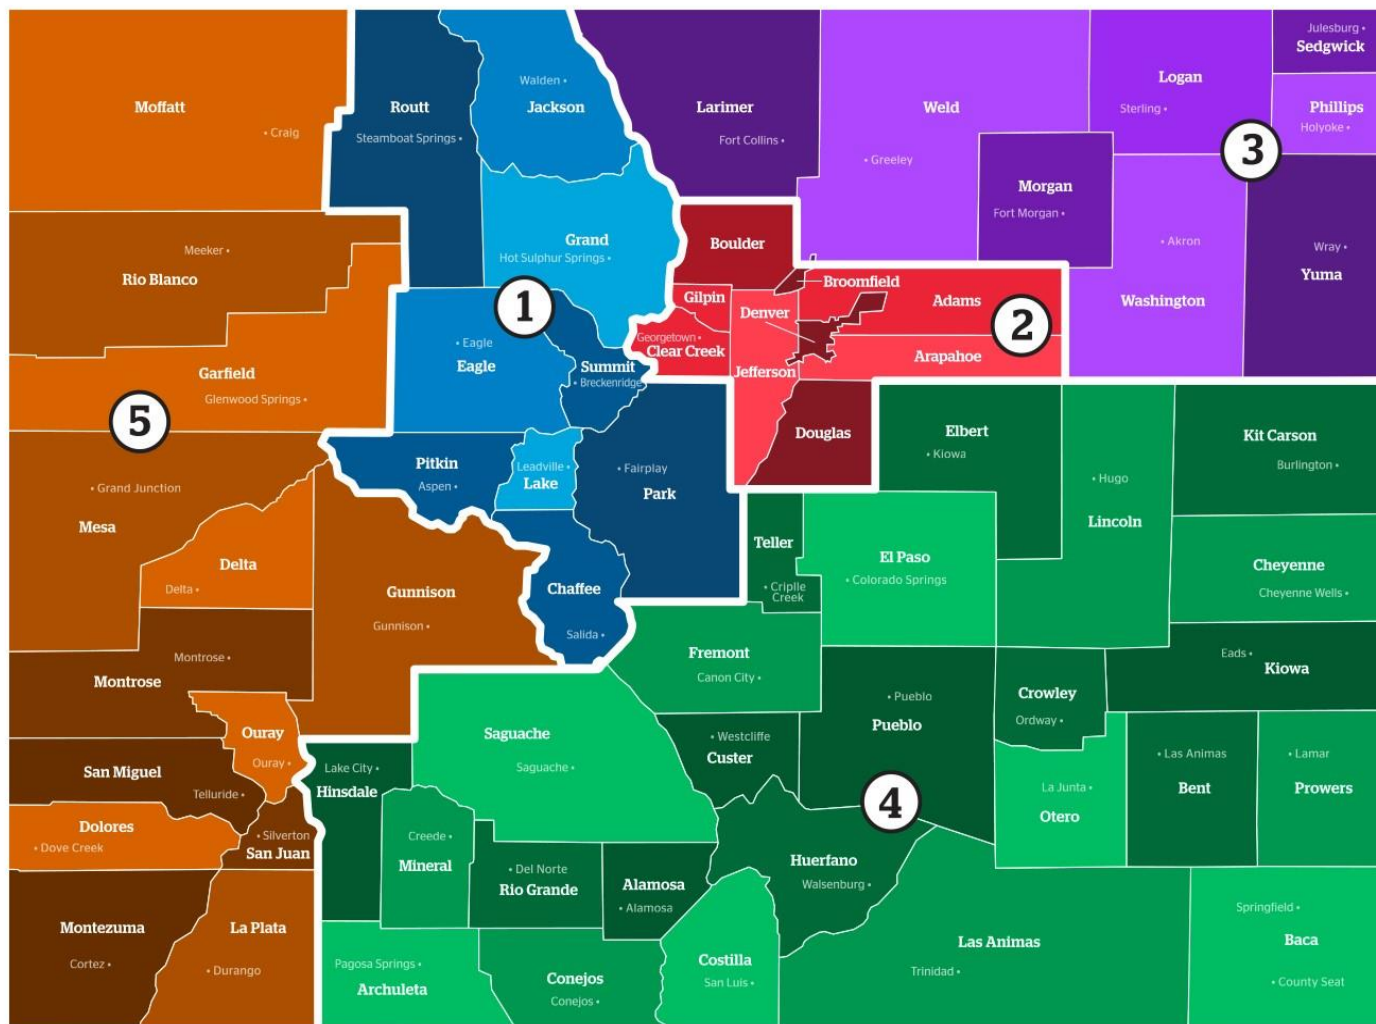 Moffatt
• Craig
Routt
Steamboat Springs •
Walden •
Jackson
Larimer
Fort Collins •
Weld
• Greeley
Logan
Sterling •
Julesburg •
Sedgwick
Phillips
Holyoke •
3
Morgan
Fort Morgan •
• Akron
Washington
Wray •
Yuma
Meeker •
Rio Blanco
Grand
Hot Sulphur Springs •
Boulder
Broomfield
Gilpin
Denver
Adams
2
1
Georgetown •
Clear Creek
Jefferson
Arapahoe
• Eagle
Eagle
Summit
• Breckenridge
Garfield
Glenwood Springs •
5
Douglas
Elbert
• Kiowa
Kit Carson
Burlington •
Pitkin
Aspen •
Leadville •
Lake
• Fairplay
Park
• Grand Junction
Mesa
• Hugo
Lincoln
Teller
• Criplle
Creek
El Paso
• Colorado Springs
Cheyenne
Cheyenne Wells •
Delta
Delta •
Gunnison
Gunnison •
Chaffee
Salida •
Montrose •
Montrose
Fremont
Canon City •
Eads •
Kiowa
• Pueblo
Pueblo
Crowley
Ordway •
Ouray
Ouray •
Saguache
Saguache •
• Westcliffe
Custer
San Miguel
Telluride •
Lake City •
Hinsdale
4
La Junta •
Otero
• Las Animas
Bent
• Lamar
Prowers
Dolores
• Dove Creek
• Silverton
San Juan
Creede •
Mineral
• Del Norte
Rio Grande
Alamosa
• Alamosa
Huerfano
Walsenburg •
Montezuma
Cortez •
La Plata
• Durango
Pagosa Springs •
Archuleta
Conejos
Conejos •
Costilla
San Luis •
Las Animas
Trinidad •
Springfield •
Baca
• County Seat